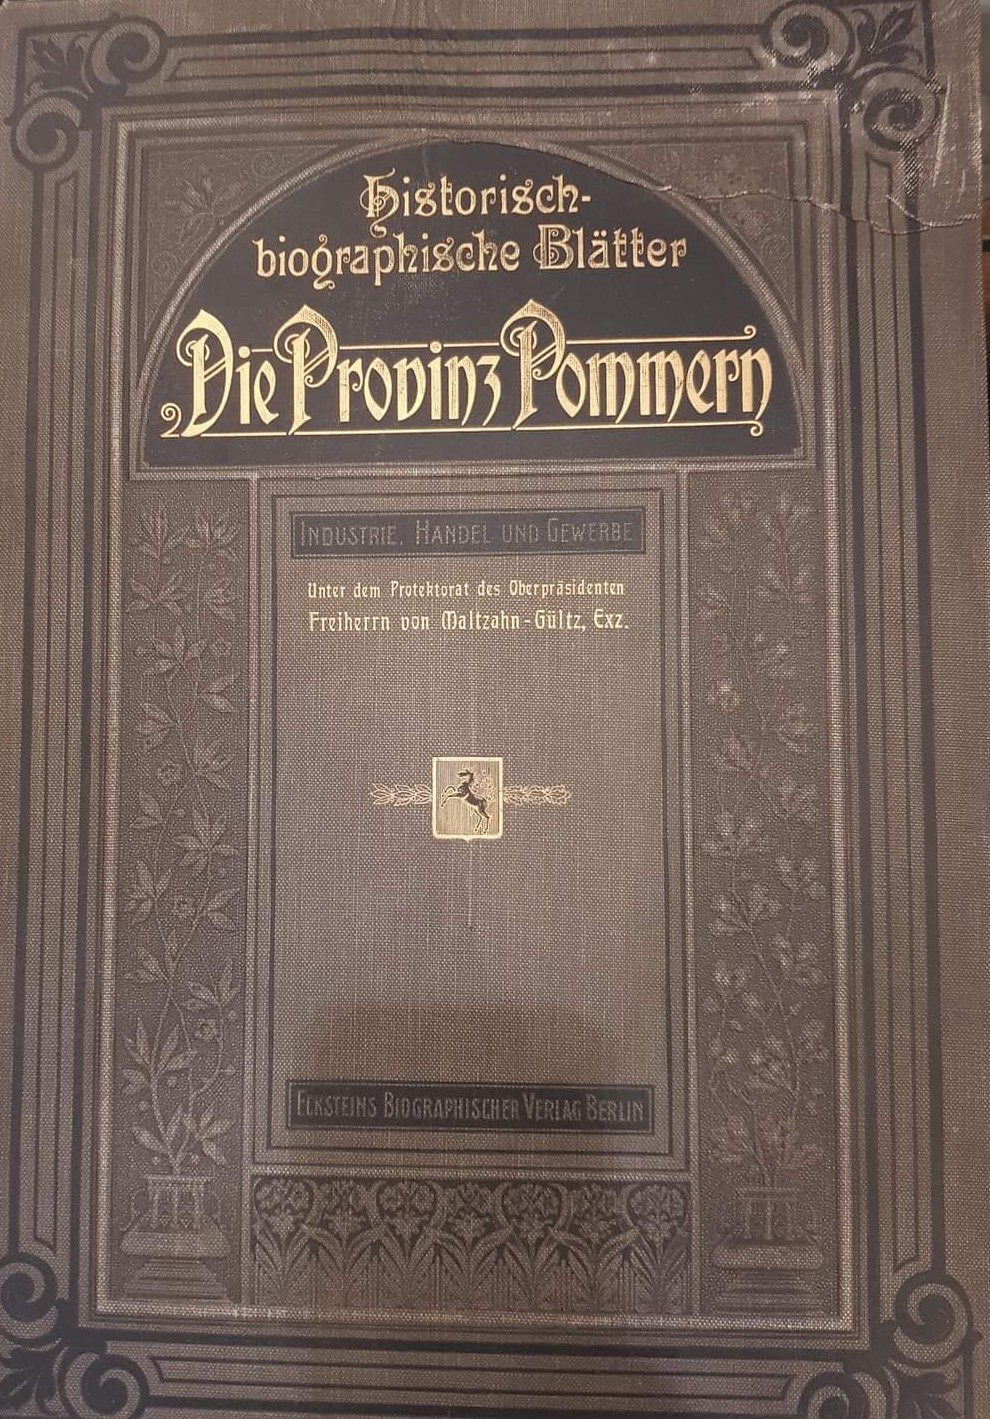 Historisch-
biographische Blätter
Die Provinz Pommern
INDUSTRIE, HANDEL UND GEWERBE
Unter dem Protektorat des Oberpräsidenten
Freiherrn von Maltzahn-Gültz, Exz.
ECKSTEINS BIOGRAPHISCHER VERLAG BERLIN